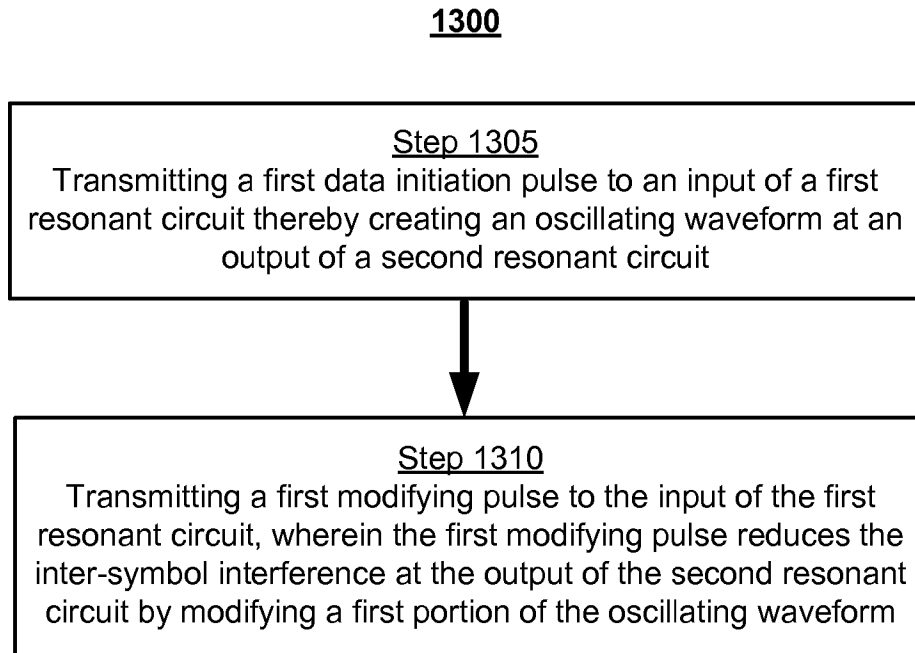 1300
Step 1305
Transmitting a first data initiation pulse to an input of a first
resonant circuit thereby creating an oscillating waveform at an
output of a second resonant circuit
Step 1310
Transmitting a first modifying pulse to the input of the first
resonant circuit, wherein the first modifying pulse reduces the
inter-symbol interference at the output of the second resonant
circuit by modifying a first portion of the oscillating waveform